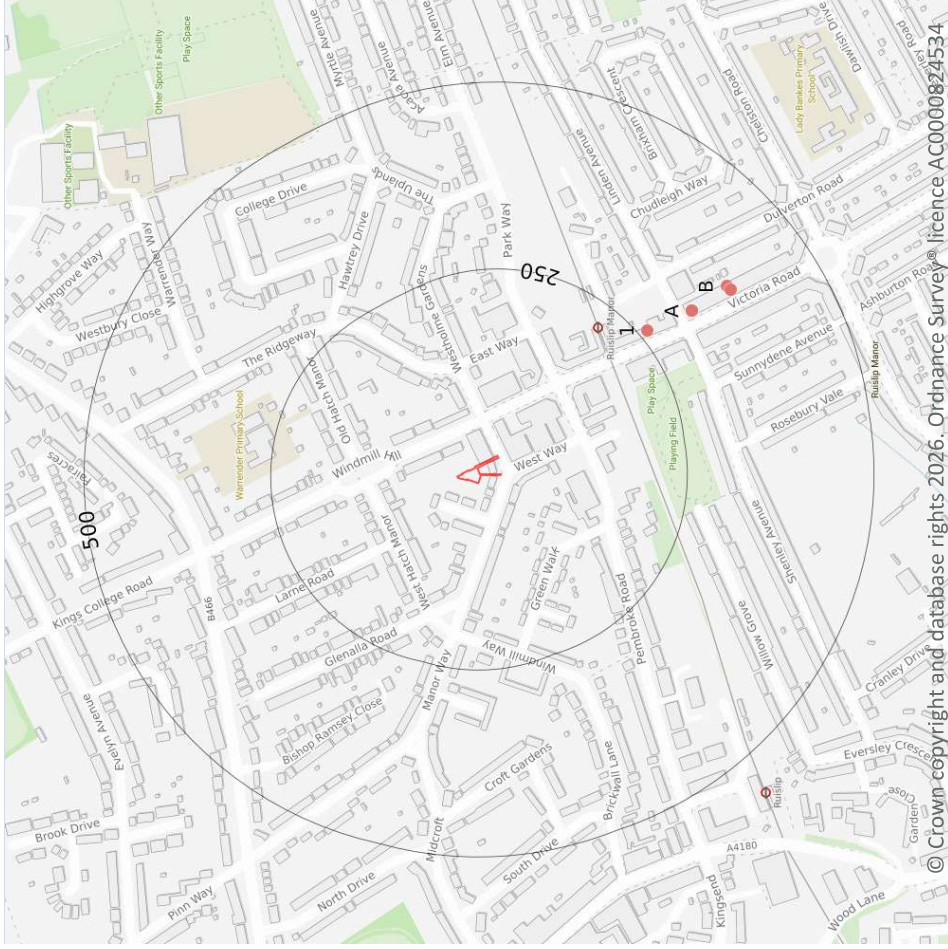 Other Sports Facility
Play Space
Other Sports Facility
Myrtle Avenue
Acacia Avenue
Elm Avenue
Dawlish Drive
Lady Bankes Primary
School
Chelston Road
Brixham Crescent
Linden Avenue
Chudleigh Way
Dulverton Road
College Drive
Hawtrey Drive
Park Way
Highgrove Way
Warrender Way
Westbury Close
The Ridgeway
Westholme Gardens
250
B
A
1
Victoria Road
Ashburton Road
Ruislip Manor
East Way
Sunnydene Avenue
Ruislip Manor
Old Hatch Manor
Warrender Primary School
Play Space
Playing Field
Rosebury Vale
Fairacres
Windmill Hill
West Way
500
Kings College Road
B466
Larne Road
West Hatch Manor
Green Walk
Shenley Avenue
Glenalla Road
Pembroke Road
Willow Grove
Windmill Way
Manor Way
Cranley Drive
Evelyn Avenue
Bishop Ramsey Close
Eversley Cresce
Croft Gardens
Brickwall Lane
Ruislip
Brook Drive
Midcroft
South Drive
A4180
Garden
Close
Pinn Way
North Drive
Kingsend
Wood Lane
© Crown copyright and database rights 2026. Ordnance Survey® licence AC0000824534